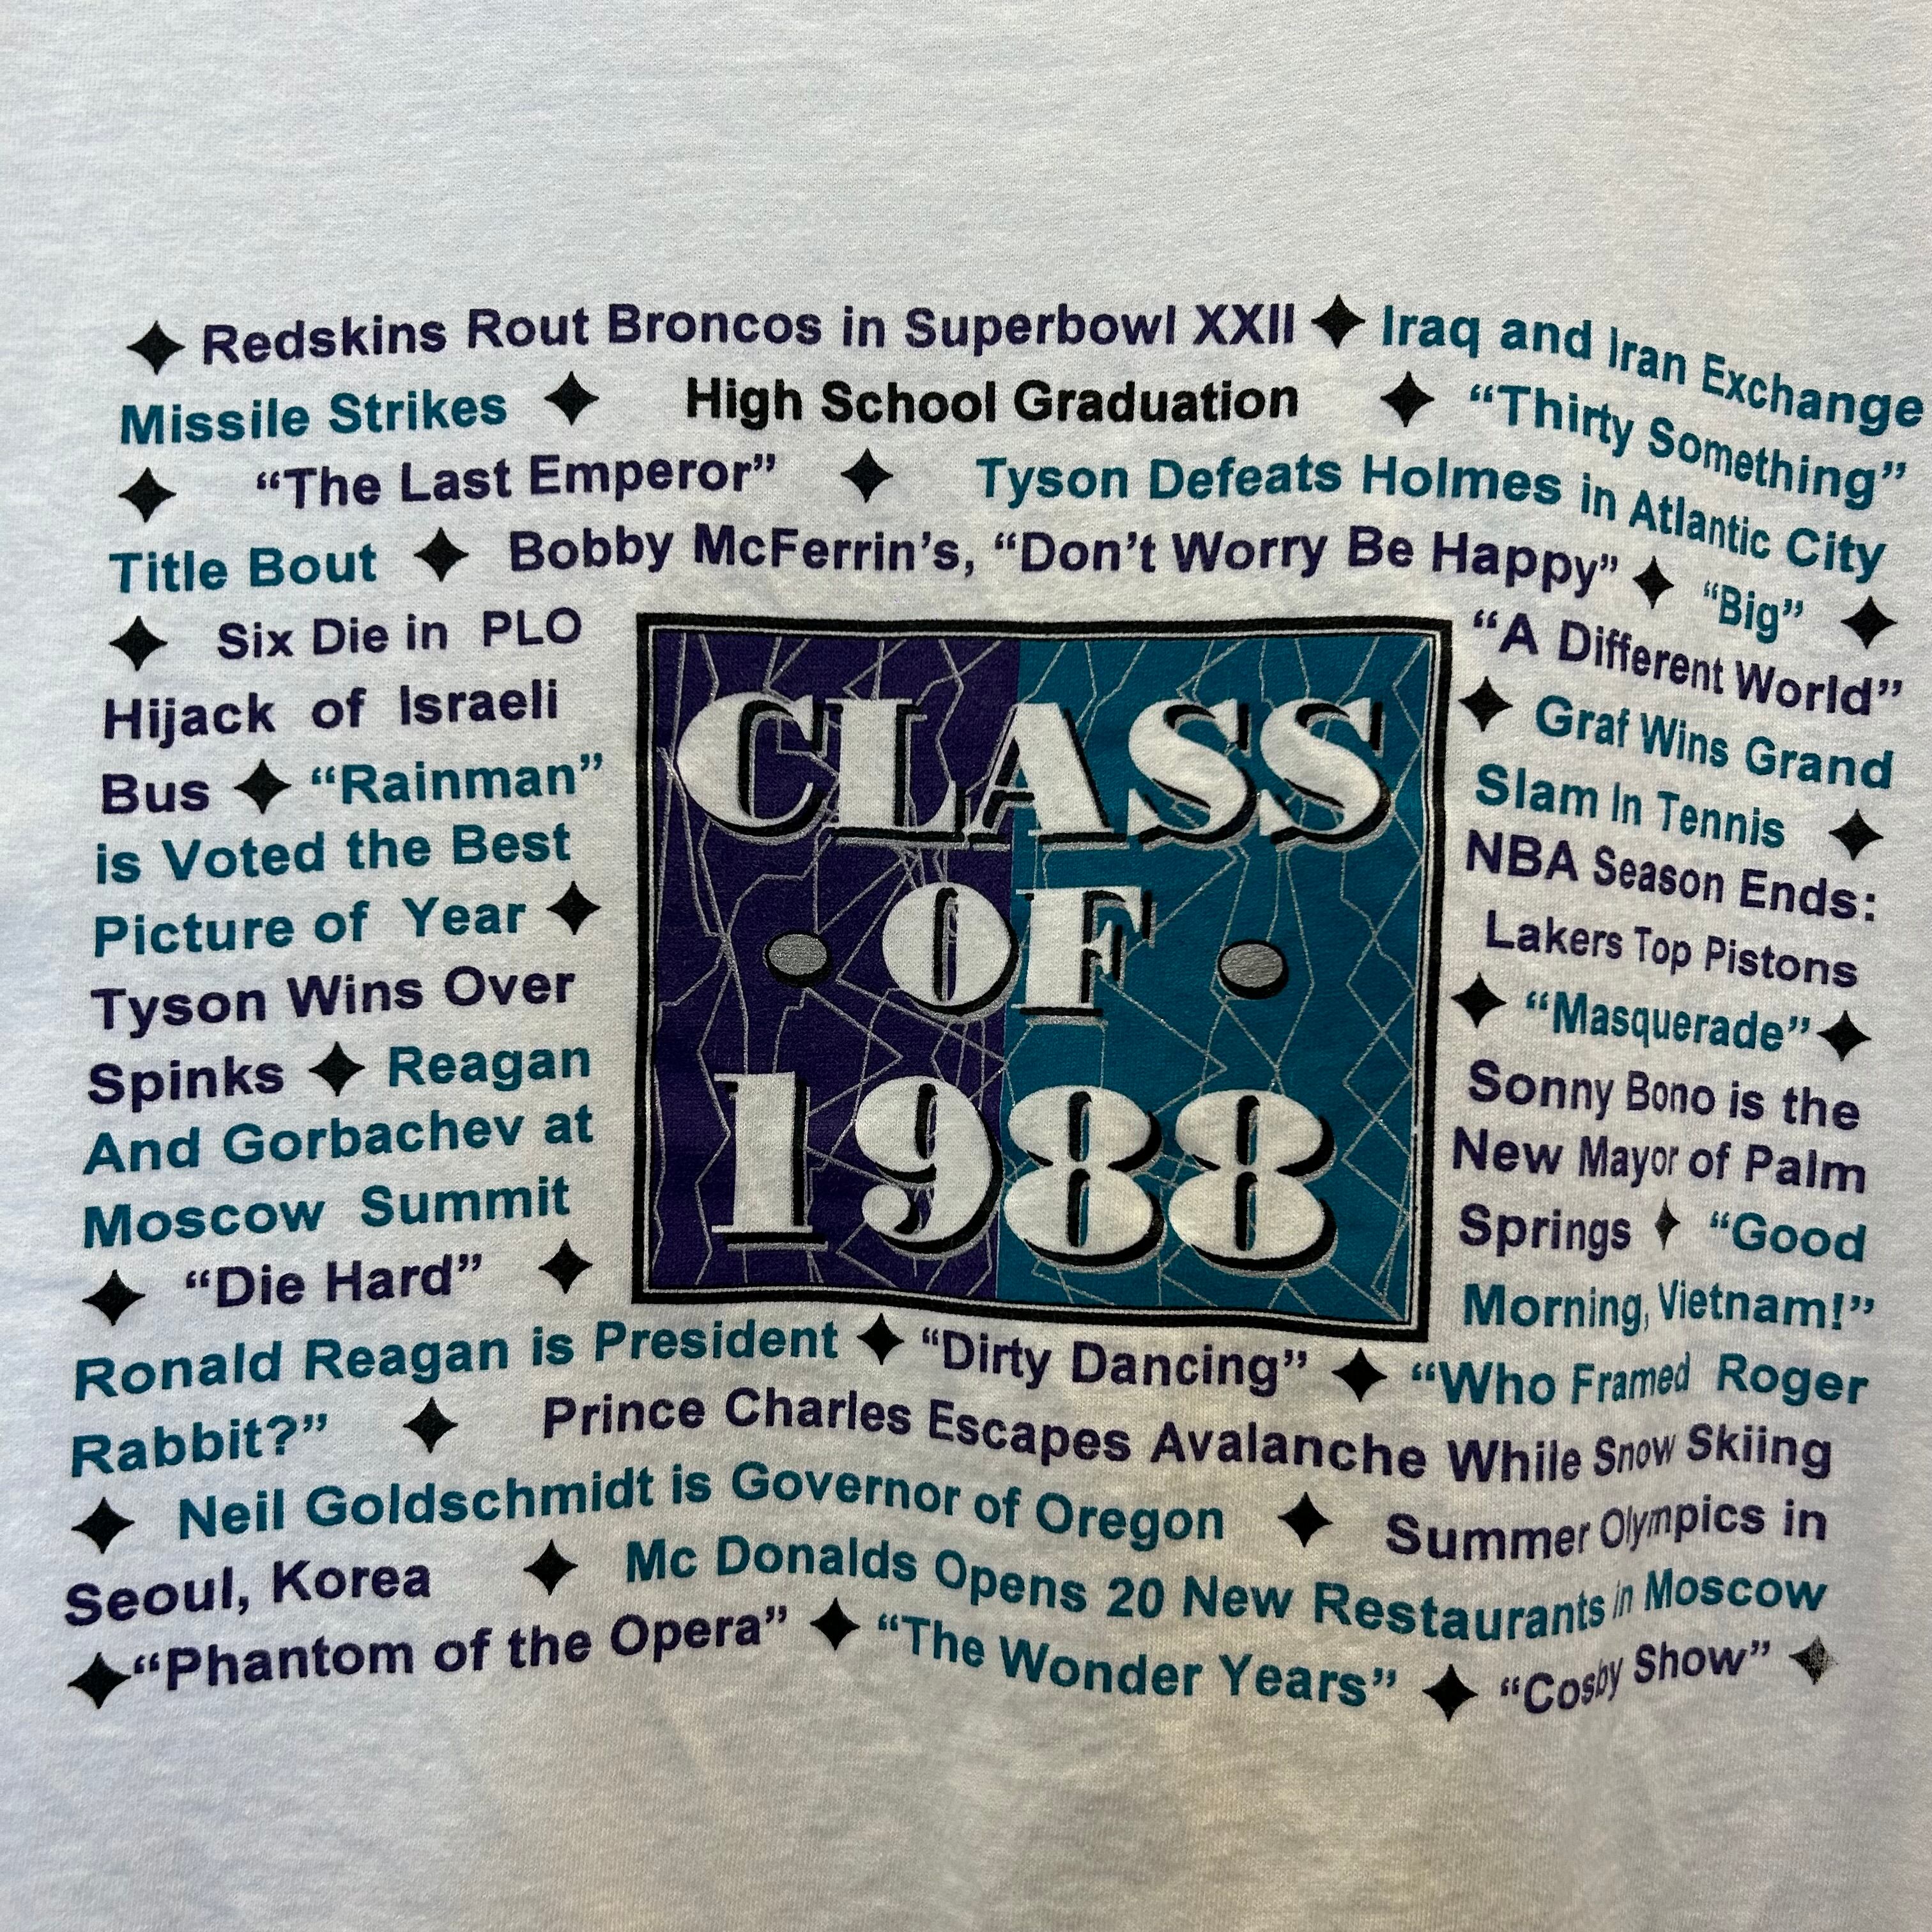 Redskins Rout Broncos in Superbowl XXII Iraq and Iran Exchange
Missile Strikes High School Graduation "Thirty Something"
"The Last Emperor" Tyson Defeats Holmes in Atlantic City
Title Bout Bobby McFerrin's, "Don't Worry Be Happy" "Big"
Six Die in PLO
Hijack of Israeli
Bus "Rainman"
is Voted the Best
Picture of Year
Tyson Wins Over
Spinks Reagan
And Gorbachev at
Moscow Summit
"Die Hard"
CLASS
OF
1988
"A Different World"
Graf Wins Grand
Slam In Tennis
NBA Season Ends:
Lakers Top Pistons
"Masquerade"
Sonny Bono is the
New Mayor of Palm
Springs "Good
Morning, Vietnam!"
Ronald Reagan is President "Dirty Dancing" "Who Framed Roger
Rabbit?" Prince Charles Escapes Avalanche While Snow Skiing
Neil Goldschmidt is Governor of Oregon Summer Olympics in
Seoul, Korea Mc Donalds Opens 20 New Restaurants in Moscow
"Phantom of the Opera" "The Wonder Years" "Cosby Show"